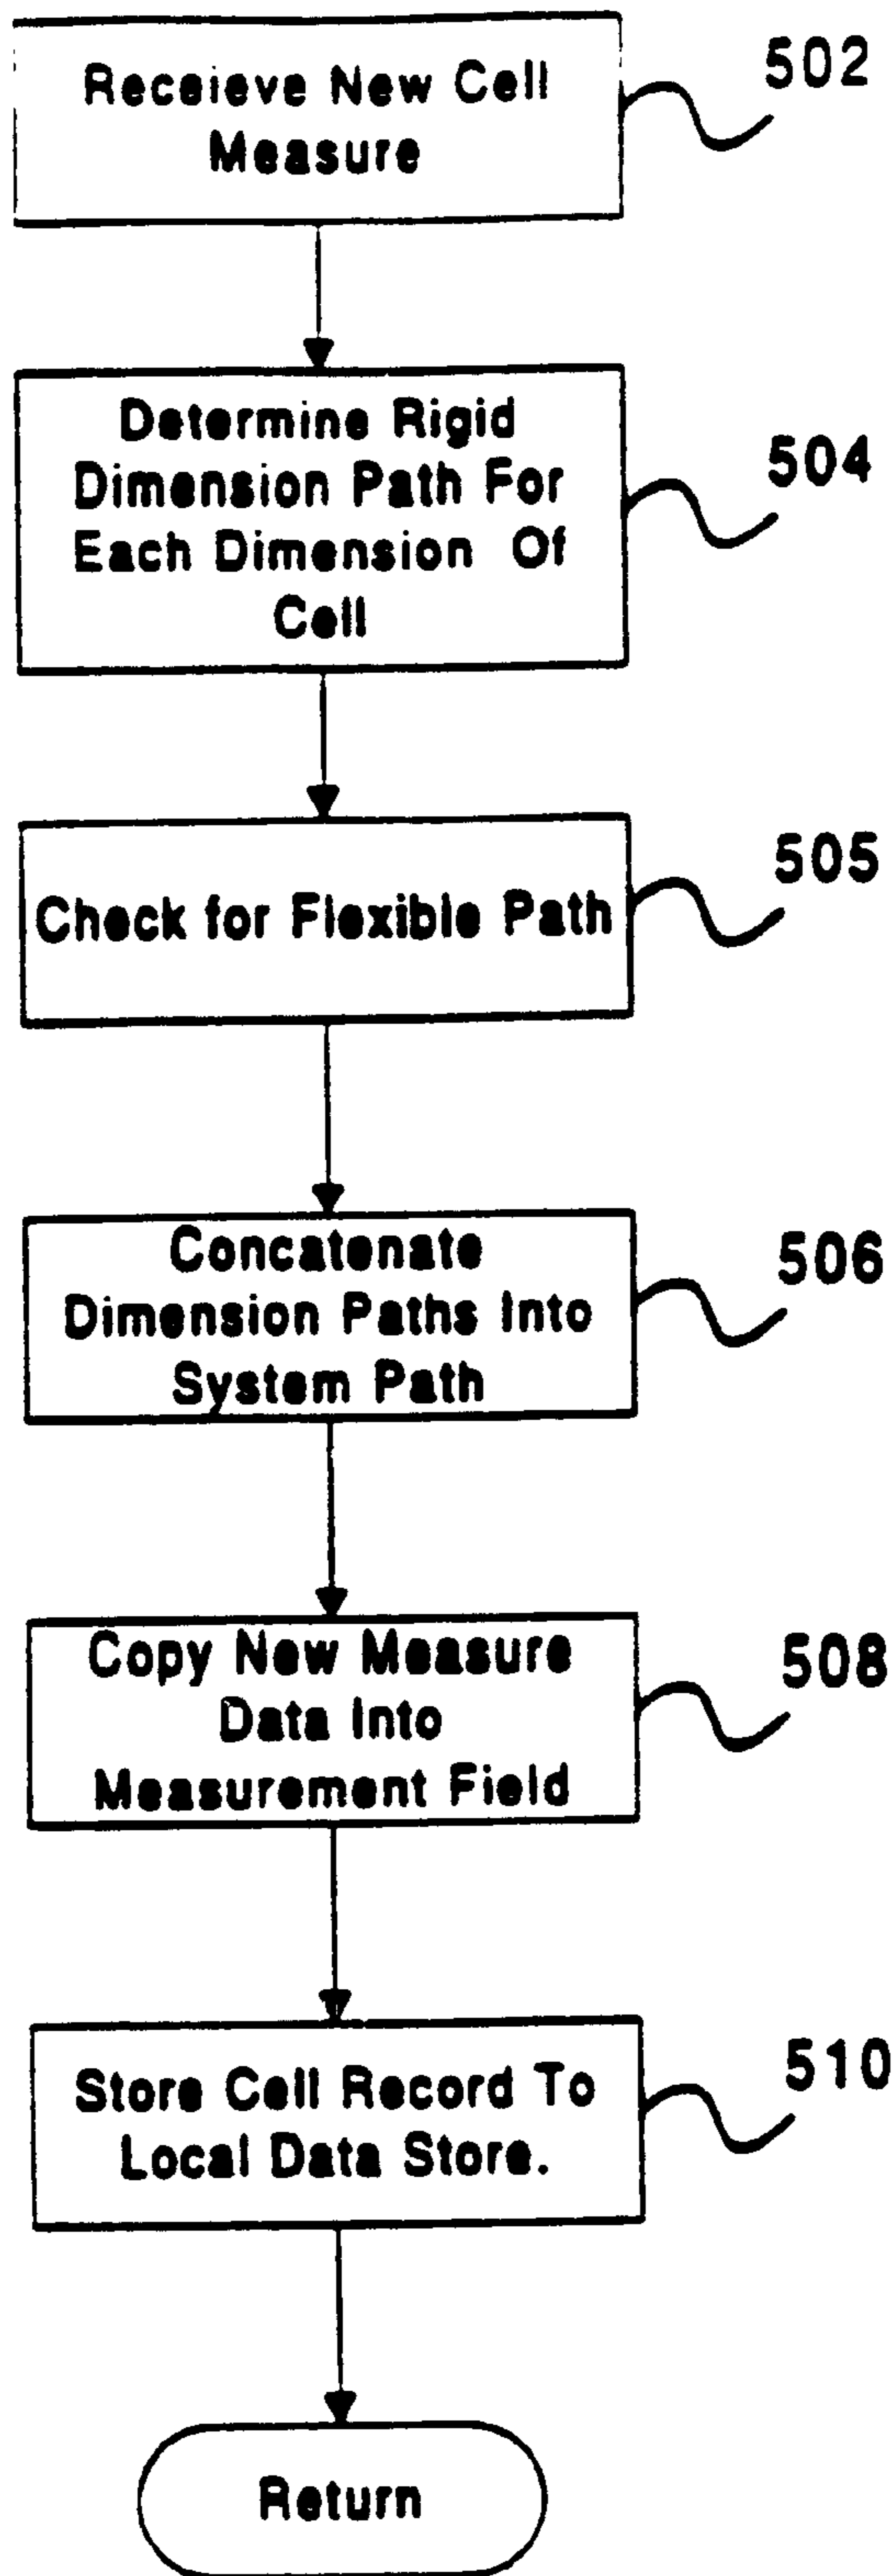 Receieve New Cell
Measure
502
Determine Rigid
Dimension Path For
Each Dimension Of
Cell
504
Check for Flexible Path
505
Concatenate
Dimension Paths Into
System Path
506
Copy New Measure
Data Into
Measurement Field
508
Store Cell Record To
Local Data Store.
510
Return